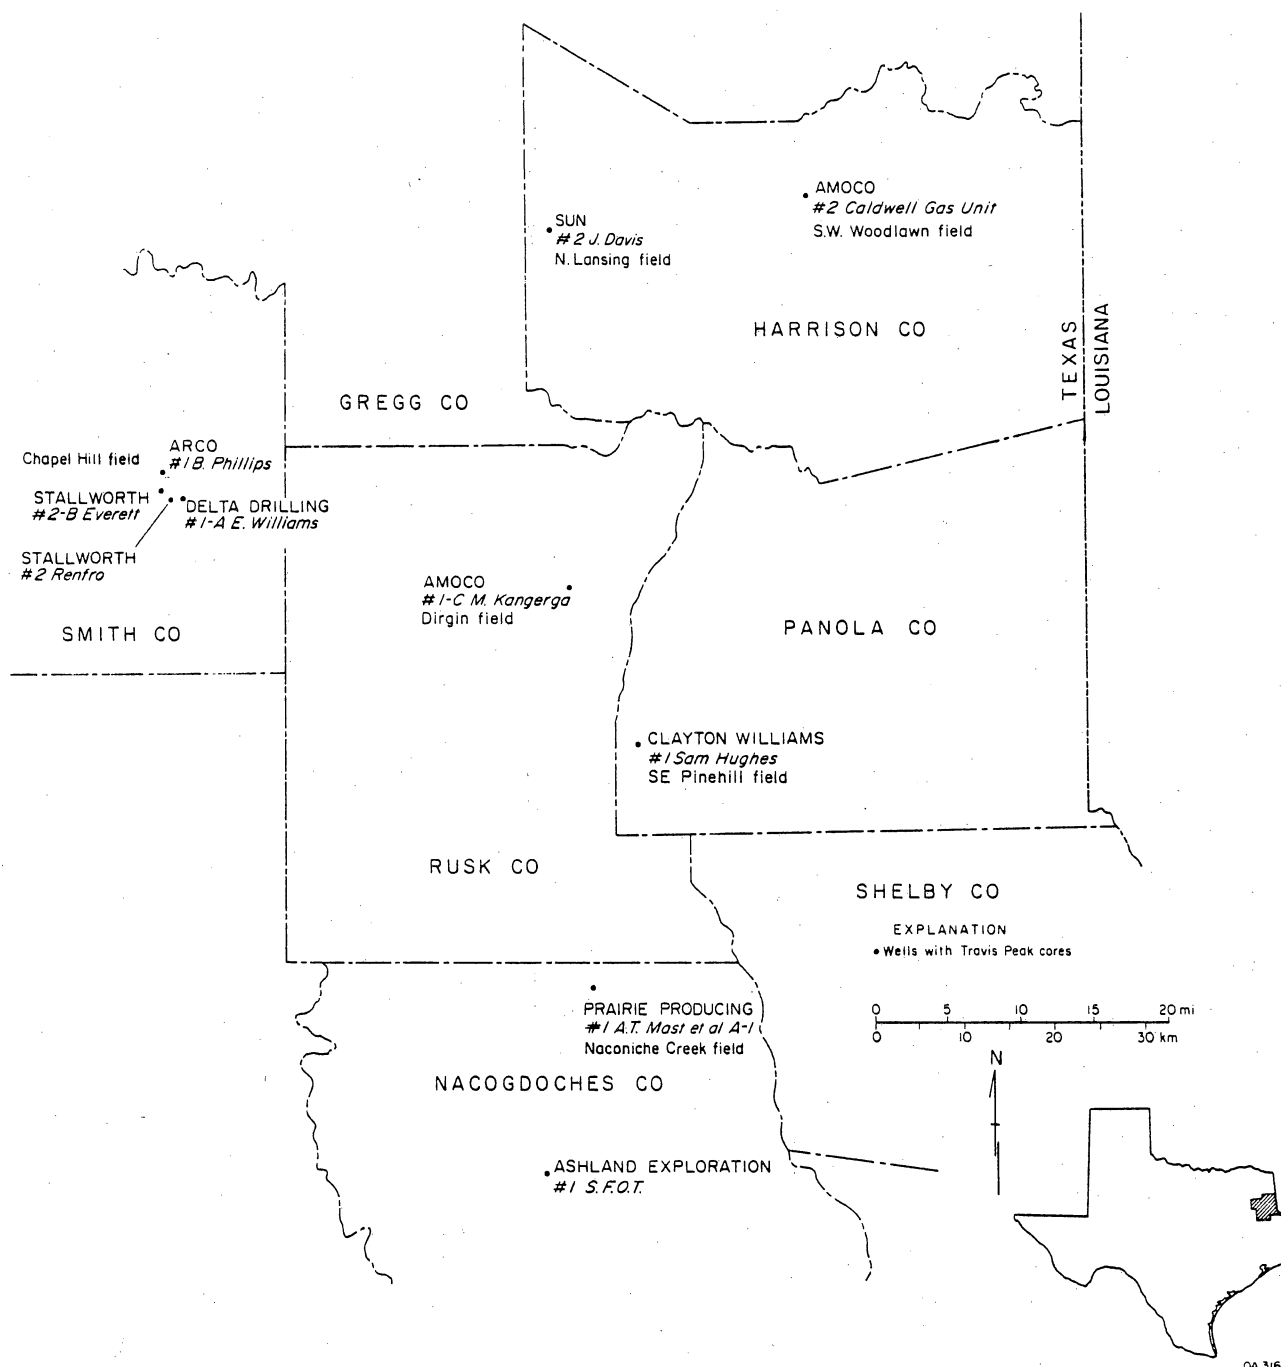 AMOCO
#2 Caldwell Gas Unit
S.W. Woodlawn field
SUN
#2 J. Davis
N. Lansing field
HARRISON CO
TEXAS
LOUISIANA
GREGG CO
Chapel Hill field
ARCO
#1 B. Phillips
STALLWORTH
#2-B Everett
DELTA DRILLING
#1-A E. Williams
STALLWORTH
#2 Renfro
SMITH CO
AMOCO
#1-C M. Kangerga
Dirgin field
PANOLA CO
CLAYTON WILLIAMS
#1 Sam Hughes
SE Pinehill field
RUSK CO
SHELBY CO
EXPLANATION
Wells with Travis Peak cores
0 5 10 15 20 mi
0 10 20 30 km
N
PRAIRIE PRODUCING
#1 A.T. Mast et al A-1
Naconiche Creek field
NACOGDOCHES CO
ASHLAND EXPLORATION
#1 S.F.O.T.